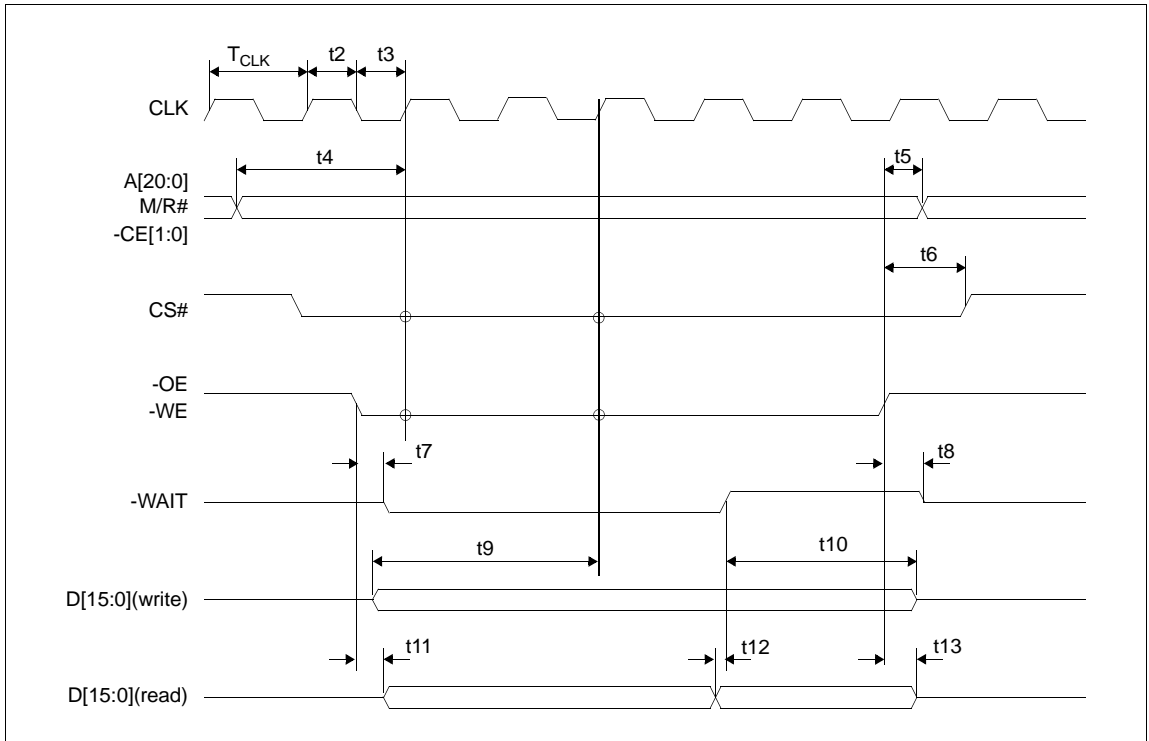 TCLK t2 t3
CLK
t4 t5
A[20:0]
M/R#
-CE[1:0]
t6
CS#
-OE
-WE
t7 t8
-WAIT
t9 t10
D[15:0](write)
t11 t12 t13
D[15:0](read)